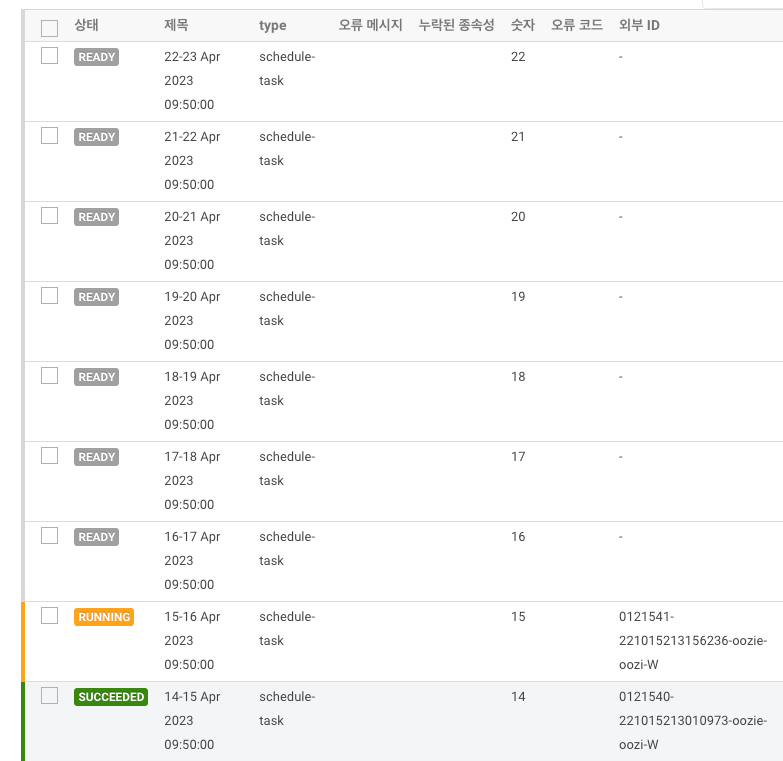 상태 제목 type 오류 메시지 누락된 종속성 숫자 오류 코드 외부 ID
READY 22-23 Apr schedule- 22 -
2023 task
09:50:00
READY 21-22 Apr schedule- 21 -
2023 task
09:50:00
READY 20-21 Apr schedule- 20 -
2023 task
09:50:00
READY 19-20 Apr schedule- 19 -
2023 task
09:50:00
READY 18-19 Apr schedule- 18 -
2023 task
09:50:00
READY 17-18 Apr schedule- 17 -
2023 task
09:50:00
READY 16-17 Apr schedule- 16 -
2023 task
09:50:00
RUNNING 15-16 Apr schedule- 15 0121541-
2023 task 221015213156236-oozie-
09:50:00 oozi-W
SUCCEEDED 14-15 Apr schedule- 14 0121540-
2023 task 221015213010973-oozie-
09:50:00 oozi-W